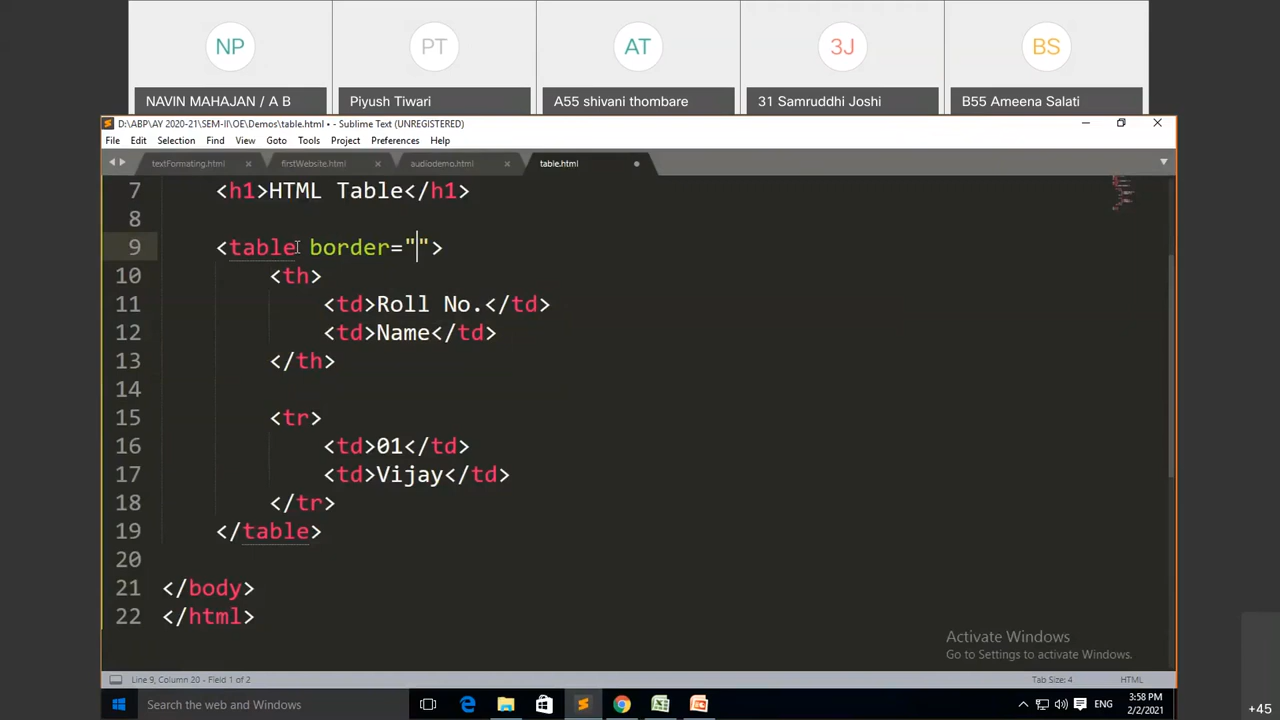 NP
PT
AT
3J
BS
NAVIN MAHAJAN / A B
Piyush Tiwari
A55 shivani thombare
31 Samruddhi Joshi
B55 Ameena Salati
D:\ABP\AY 2020-21\SEM-II\OE\Demos\table.html • - Sublime Text (UNREGISTERED)
File Edit Selection Find View Goto Tools Project Preferences Help
textFormating.html firstWebsite.html audiodemo.html table.html
7 <h1>HTML Table</h1>
8
9 <table border="">
10 <th>
11 <td>Roll No.</td>
12 <td>Name</td>
13 </th>
14
15 <tr>
16 <td>01</td>
17 <td>Vijay</td>
18 </tr>
19 </table>
20
21 </body>
22 </html>
Activate Windows
Go to Settings to activate Windows.
Line 9, Column 20 - Field 1 of 2
Tab Size: 4
HTML
Search the web and Windows
ENG
3:58 PM
2/2/2021
+45